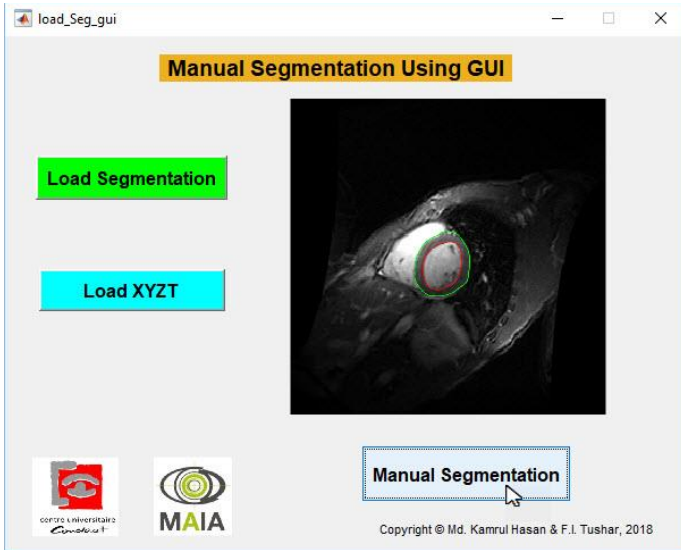 load_Seg_gui
Manual Segmentation Using GUI
Load Segmentation
Load XYZT
Manual Segmentation
centre universitaire
Condorcet
MAIA
Copyright © Md. Kamrul Hasan & F.I. Tushar, 2018